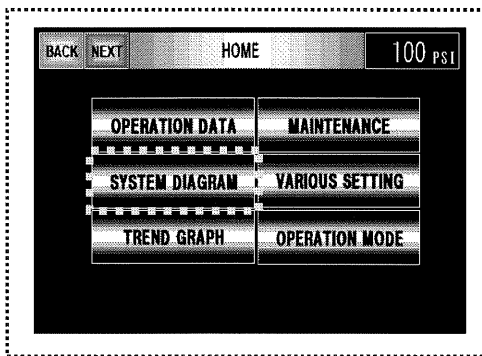 BACK NEXT HOME 100 PSI
OPERATION DATA MAINTENANCE
SYSTEM DIAGRAM VARIOUS SETTING
TREND GRAPH OPERATION MODE